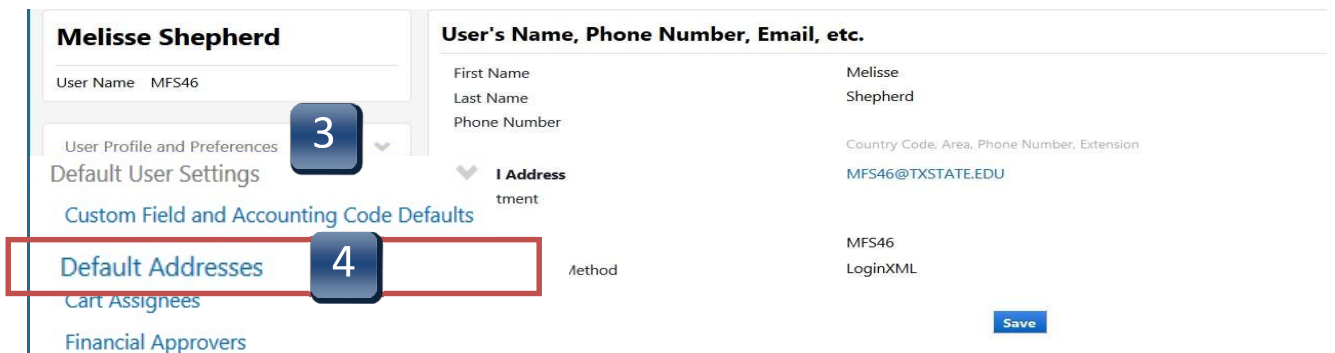 Melisse Shepherd
User Name MFS46
User Profile and Preferences
3
Default User Settings
Custom Field and Accounting Code Defaults
Default Addresses
4
Cart Assignees
Financial Approvers
User's Name, Phone Number, Email, etc.
First Name Melisse
Last Name Shepherd
Phone Number
Country Code, Area, Phone Number, Extension
l Address MFS46@TXSTATE.EDU
tment
MFS46
Method LoginXML
Save